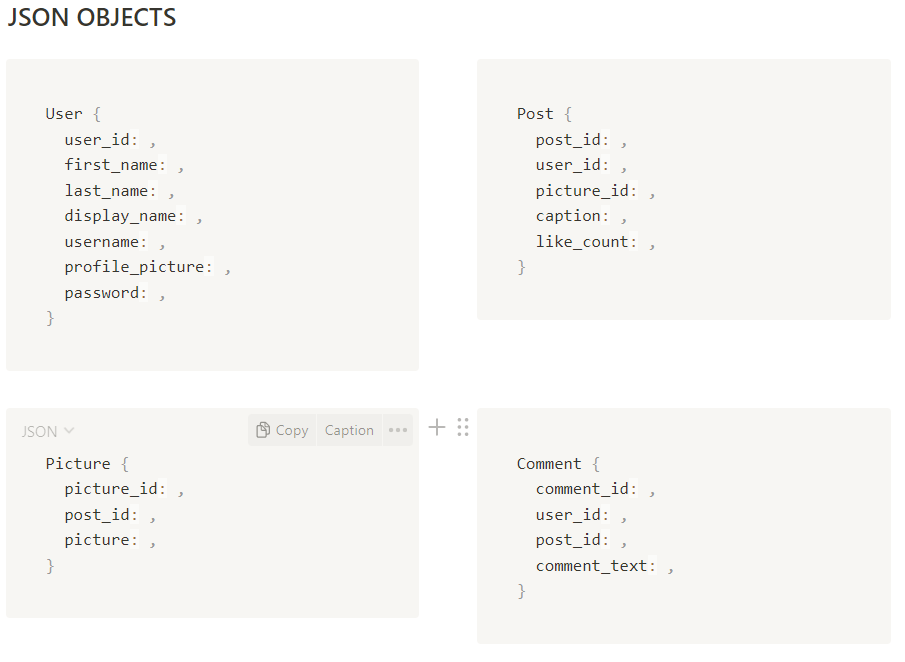 JSON OBJECTS
User {
user_id: ,
first_name: ,
last_name: ,
display_name: ,
username: ,
profile_picture: ,
password: ,
}
Post {
post_id: ,
user_id: ,
picture_id: ,
caption: ,
like_count: ,
}
JSON
Copy
Caption
Picture {
picture_id: ,
post_id: ,
picture: ,
}
Comment {
comment_id: ,
user_id: ,
post_id: ,
comment_text: ,
}